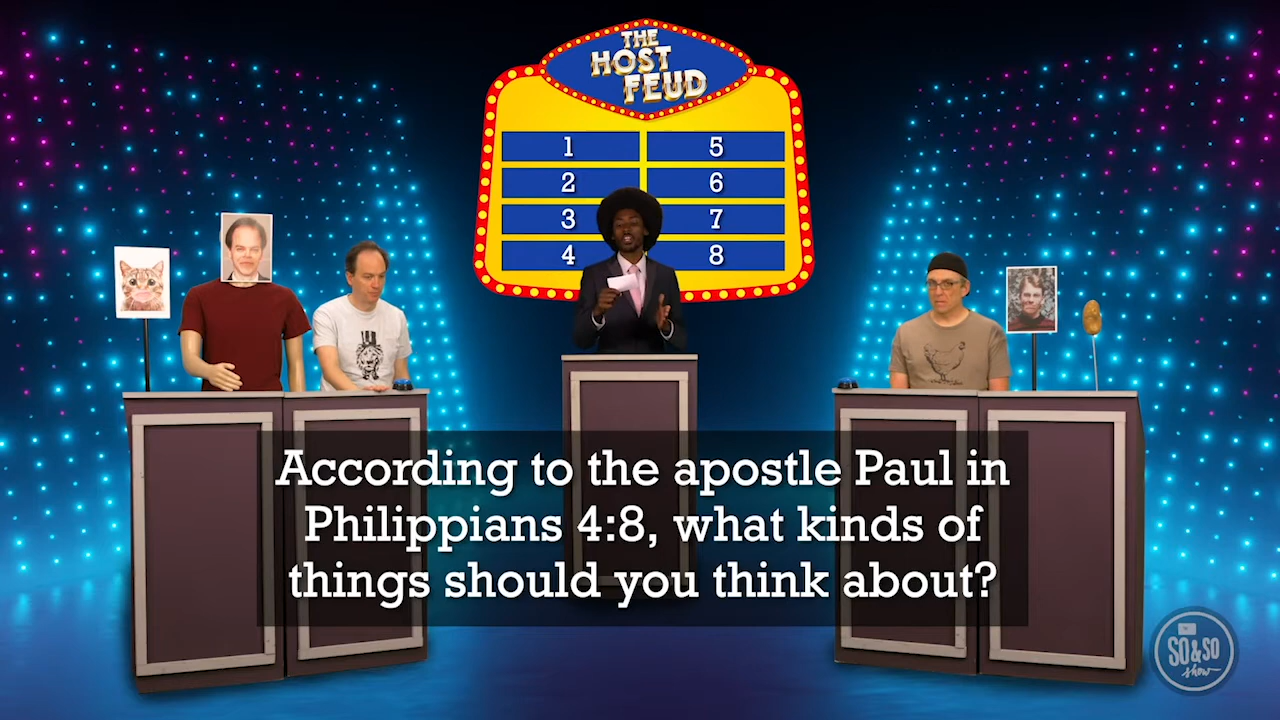 THE
HOST
FEUD
1 5
2 6
3 7
4 8
According to the apostle Paul in
Philippians 4:8, what kinds of
things should you think about?
SO & SO
show